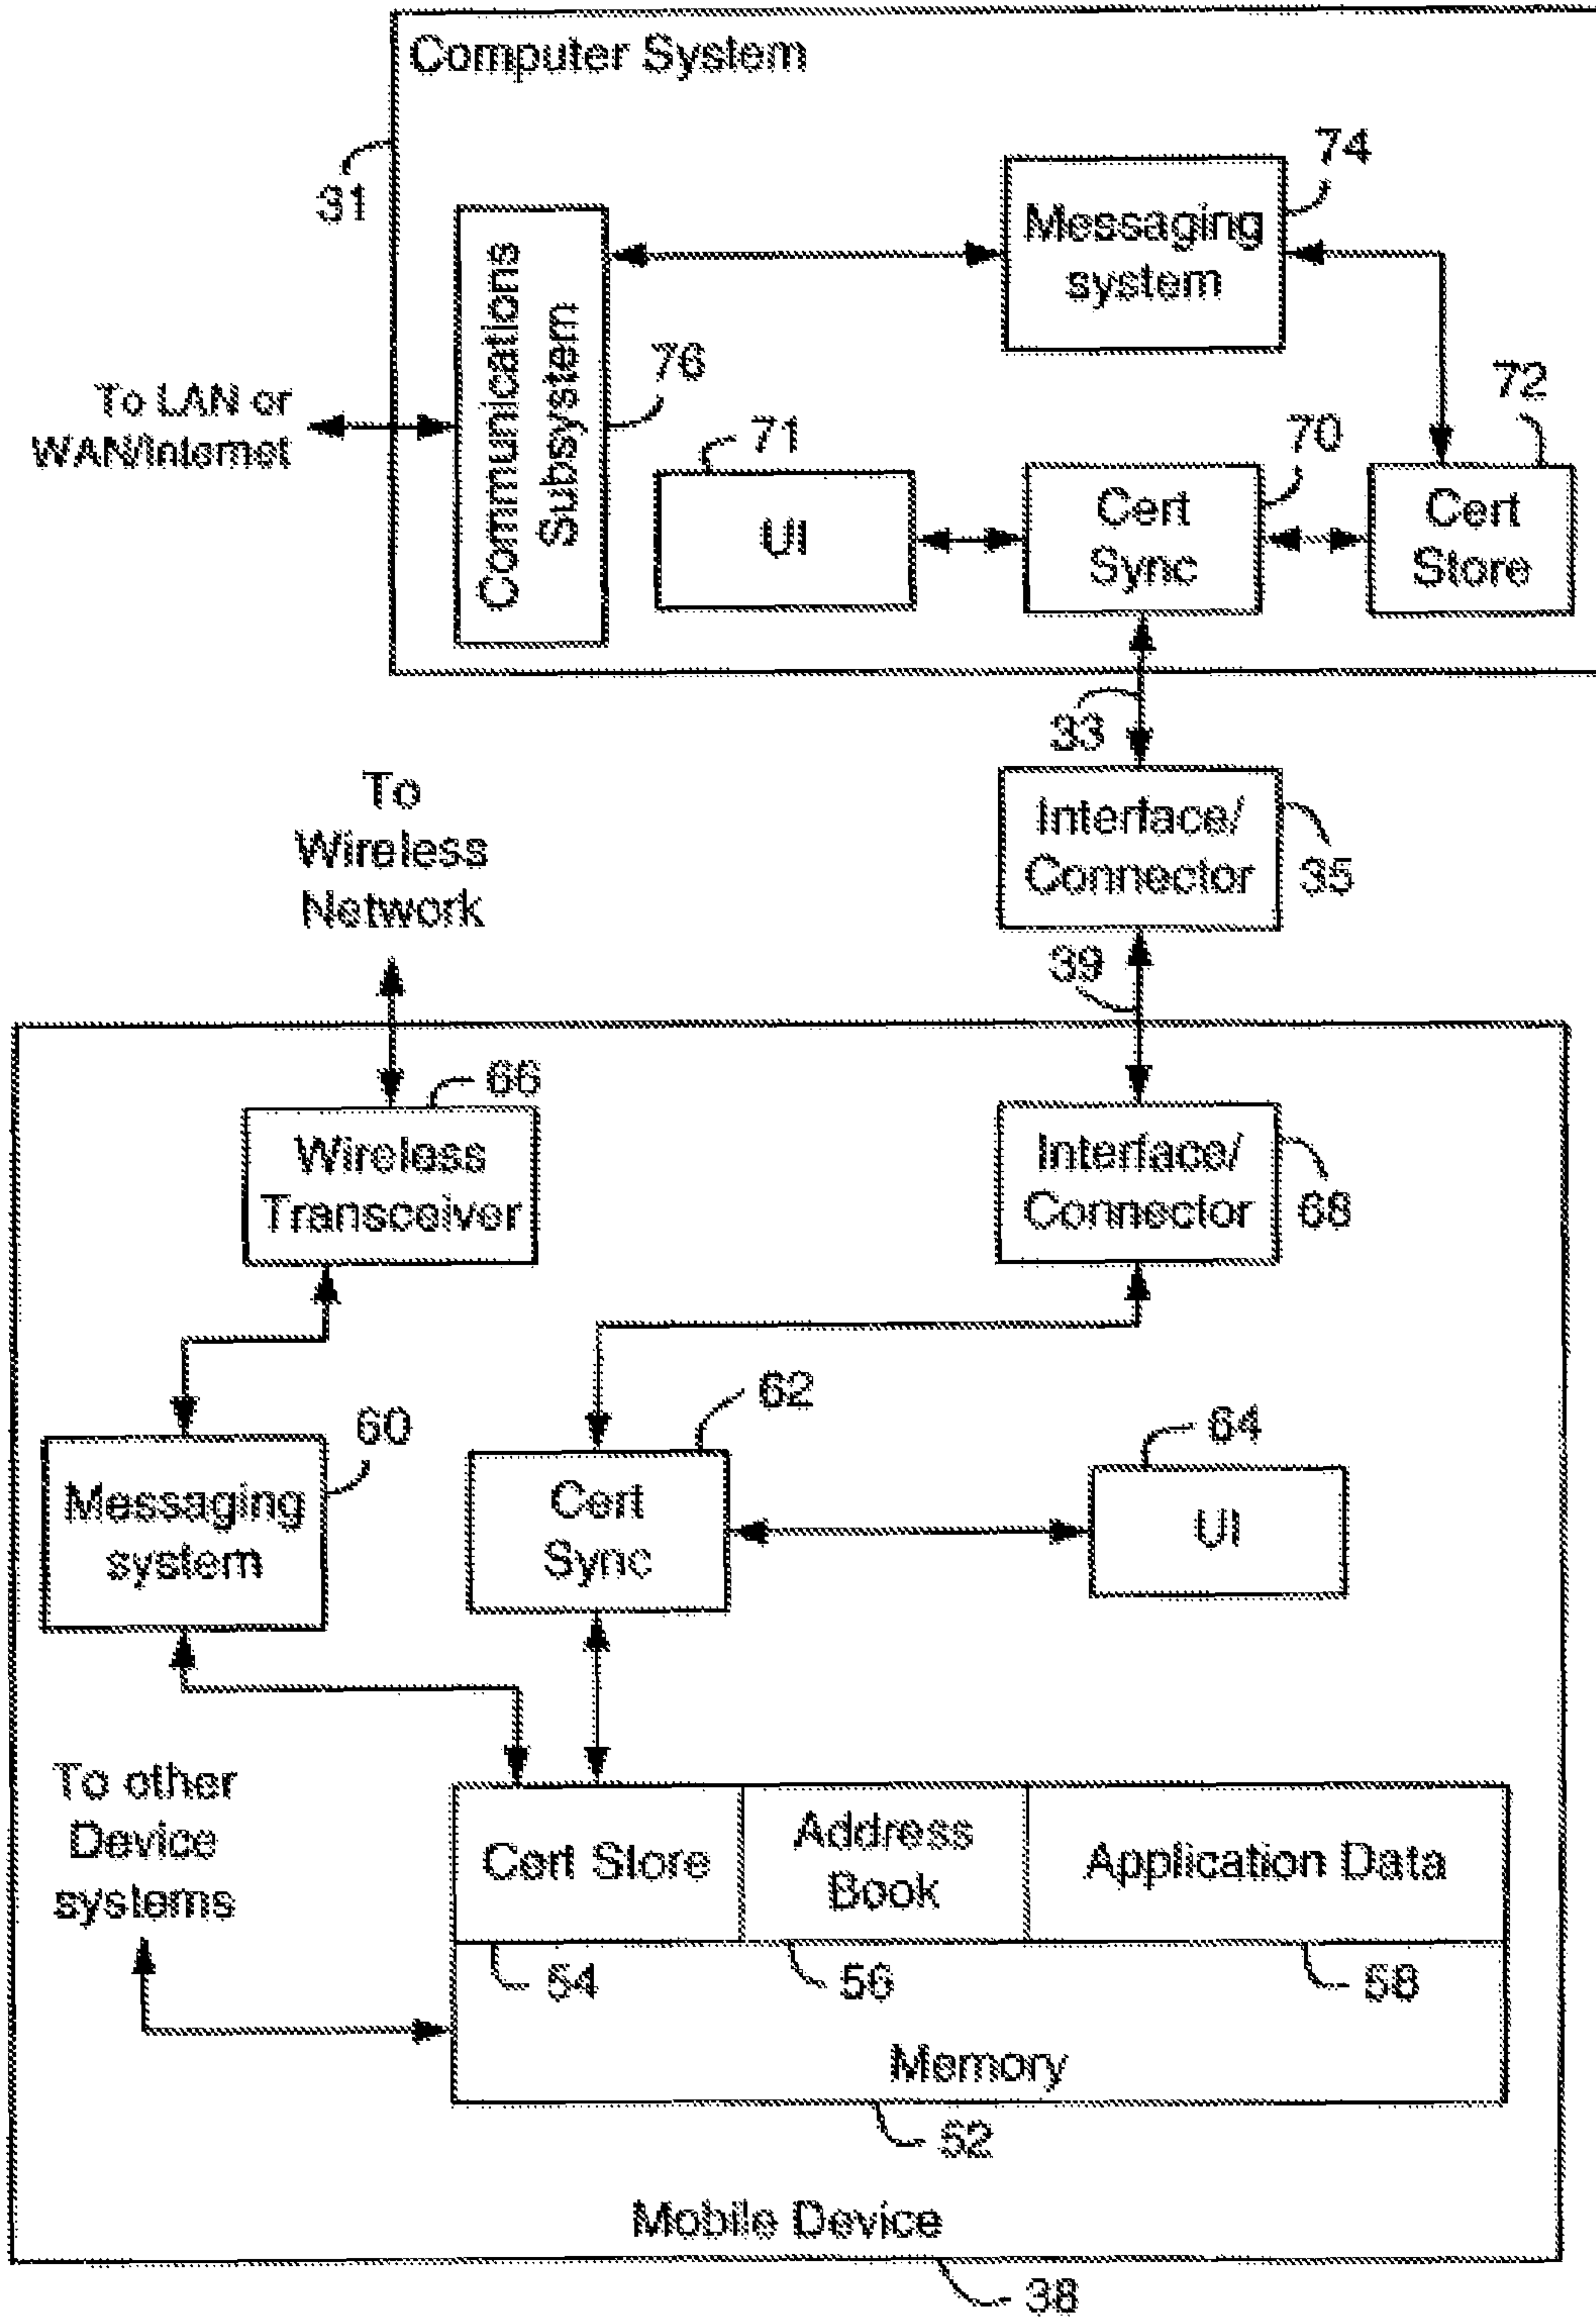 Computer System
31
74
Messaging
system
Communications
Subsystem
76
To LAN or
WAN/Internet
71
UI
70
Cert
Sync
72
Cert
Store
33
Interface/
Connector
35
To
Wireless
Network
39
66
Wireless
Transceiver
Interface/
Connector
68
60
Messaging
system
62
Cert
Sync
64
UI
To other
Device
systems
Cert Store
Address
Book
Application Data
54
56
58
Memory
52
Mobile Device
38